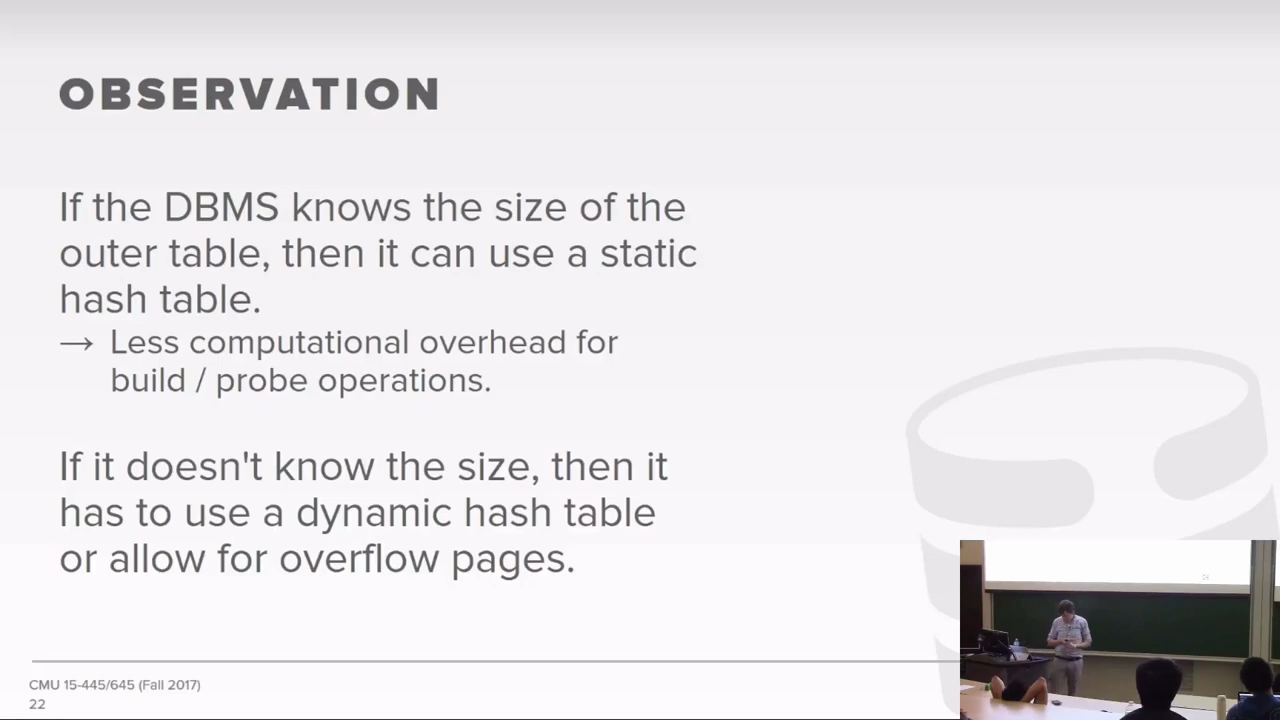 OBSERVATION
If the DBMS knows the size of the
outer table, then it can use a static
hash table.
→ Less computational overhead for
build / probe operations.
If it doesn't know the size, then it
has to use a dynamic hash table
or allow for overflow pages.
CMU 15-445/645 (Fall 2017)
22